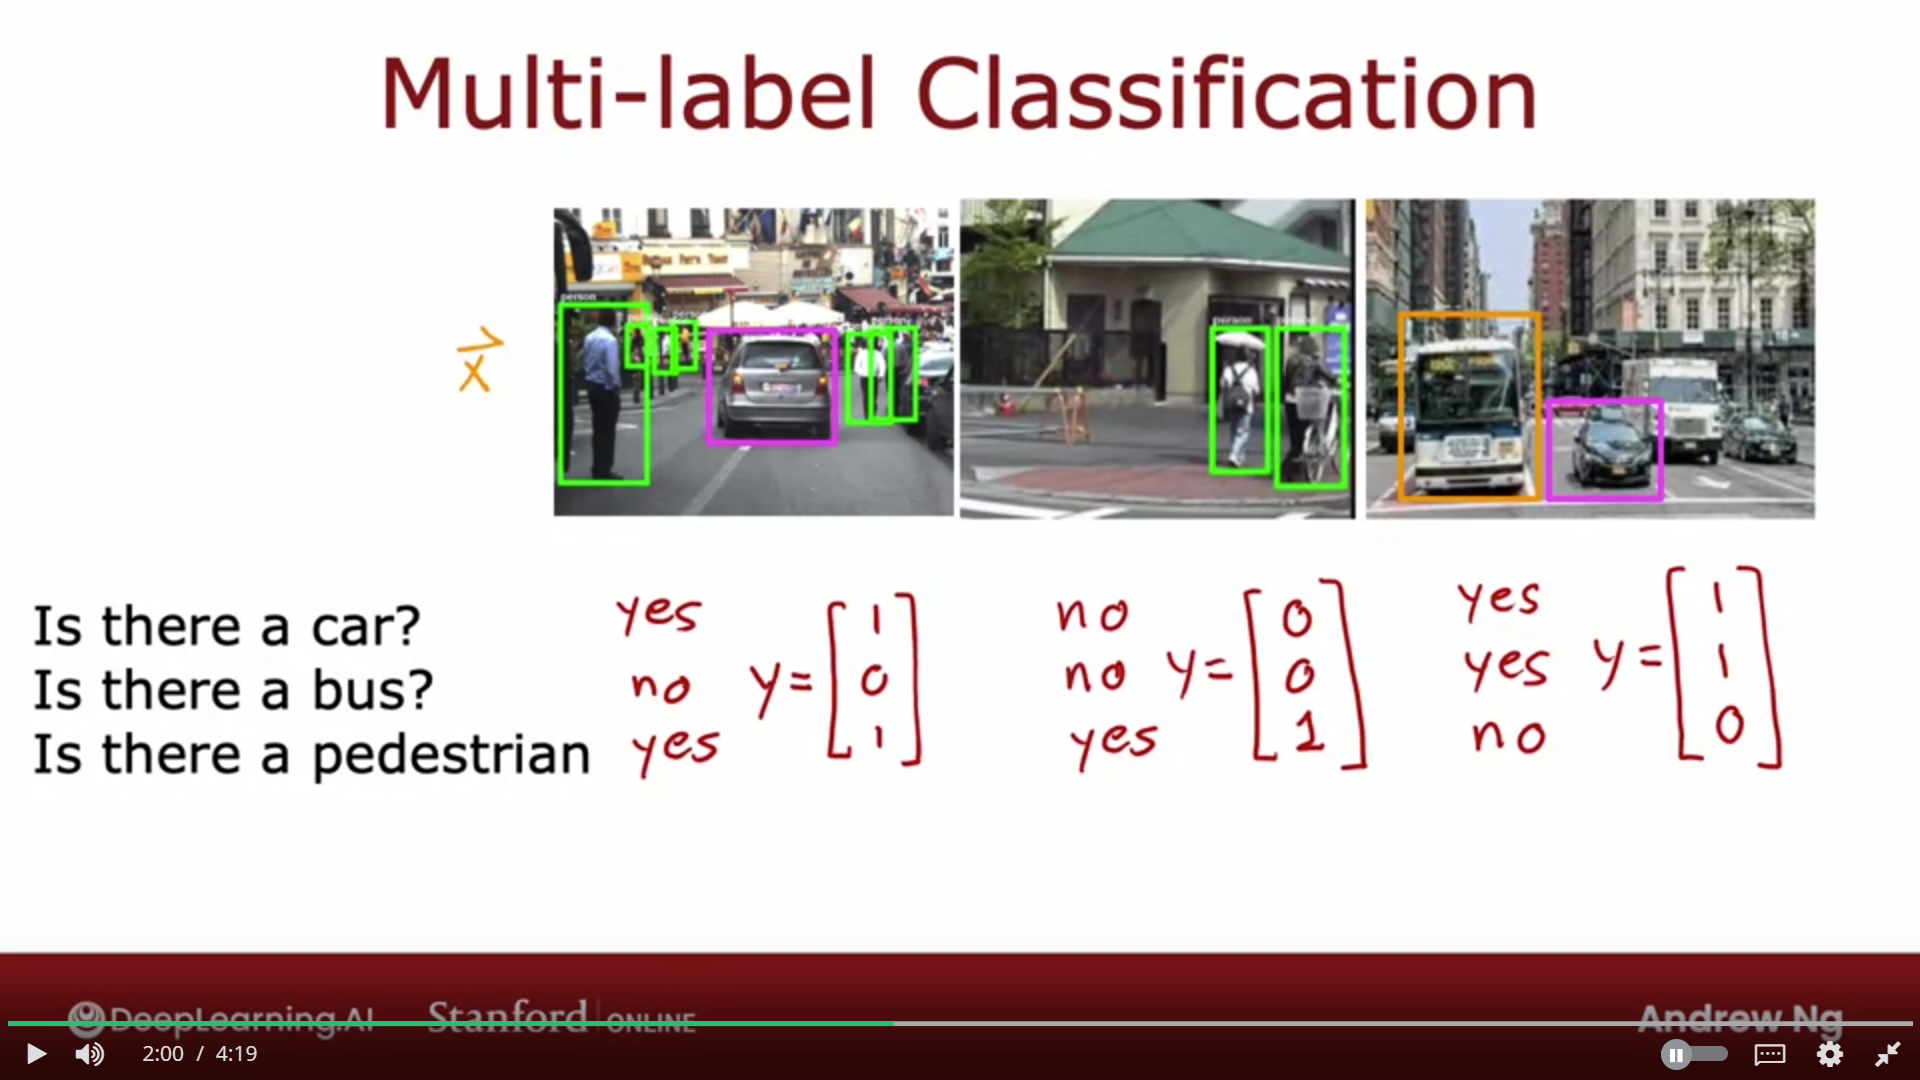 Multi-label Classification
x
person
person
Is there a car? yes
Is there a bus? no
Is there a pedestrian yes
y = [1 0 1]
no
no
yes
y = [0 0 1]
yes
yes
no
y = [1 1 0]
DeepLearning.AI Stanford ONLINE Andrew Ng
2:00 / 4:19